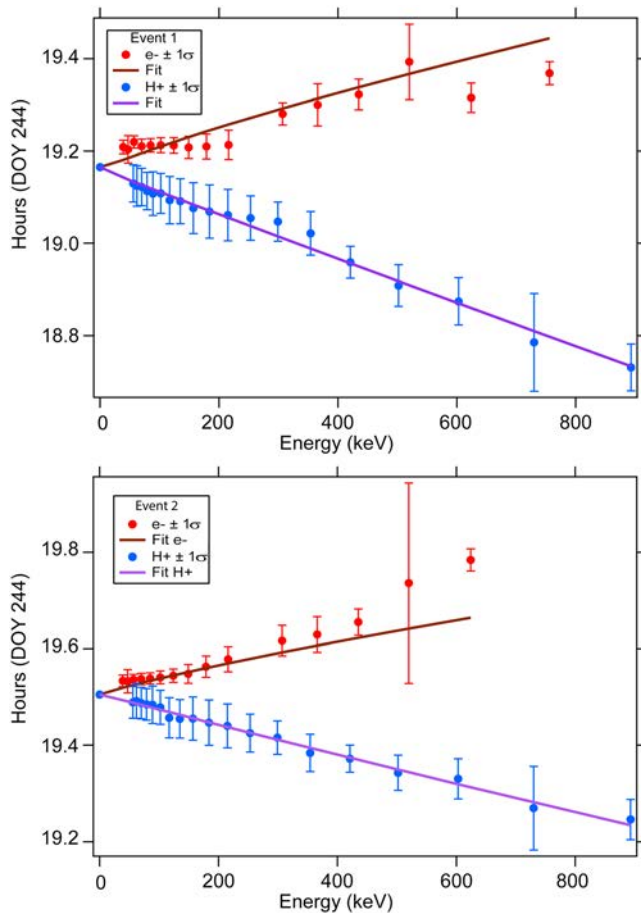 Event 1
e- ± 1σ
Fit
H+ ± 1σ
Fit
Hours (DOY 244)
19.4
19.2
19.0
18.8
0
200
400
600
800
Energy (keV)
Event 2
e- ± 1σ
Fit e-
H+ ± 1σ
Fit H+
Hours (DOY 244)
19.8
19.6
19.4
19.2
0
200
400
600
800
Energy (keV)